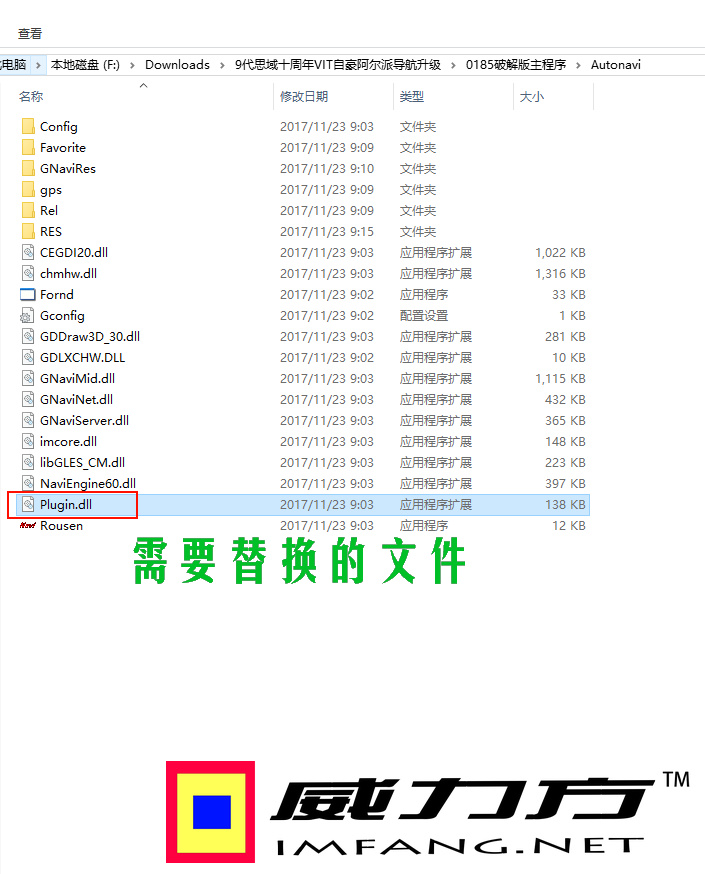 查看
电脑 › 本地磁盘 (F:) › Downloads › 9代思域十周年VIT自豪阿尔派导航升级 › 0185破解版主程序 › Autonavi
名称 修改日期 类型 大小
Config 2017/11/23 9:03 文件夹
Favorite 2017/11/23 9:09 文件夹
GNaviRes 2017/11/23 9:10 文件夹
gps 2017/11/23 9:09 文件夹
Rel 2017/11/23 9:09 文件夹
RES 2017/11/23 9:15 文件夹
CEGDI20.dll 2017/11/23 9:03 应用程序扩展 1,022 KB
chmhw.dll 2017/11/23 9:03 应用程序扩展 1,316 KB
Fornd 2017/11/23 9:02 应用程序 33 KB
Gconfig 2017/11/23 9:02 配置设置 1 KB
GDDraw3D_30.dll 2017/11/23 9:03 应用程序扩展 281 KB
GDLXCHW.DLL 2017/11/23 9:02 应用程序扩展 10 KB
GNaviMid.dll 2017/11/23 9:03 应用程序扩展 1,115 KB
GNaviNet.dll 2017/11/23 9:03 应用程序扩展 432 KB
GNaviServer.dll 2017/11/23 9:03 应用程序扩展 365 KB
imcore.dll 2017/11/23 9:03 应用程序扩展 148 KB
libGLES_CM.dll 2017/11/23 9:03 应用程序扩展 223 KB
NaviEngine60.dll 2017/11/23 9:03 应用程序扩展 397 KB
Plugin.dll 2017/11/23 9:03 应用程序扩展 138 KB
Rousen 2017/11/23 9:03 应用程序 12 KB
需要替换的文件
威力方 TM
IMFANG.NET